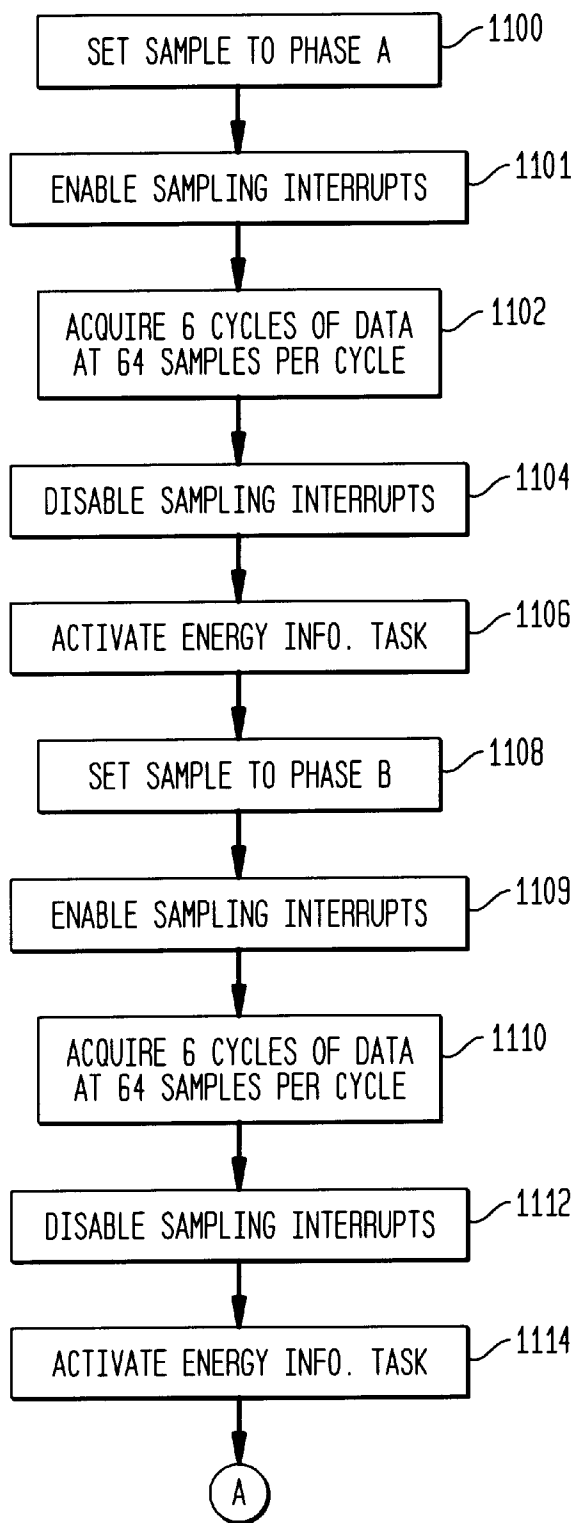 SET SAMPLE TO PHASE A
1100
ENABLE SAMPLING INTERRUPTS
1101
ACQUIRE 6 CYCLES OF DATA
AT 64 SAMPLES PER CYCLE
1102
DISABLE SAMPLING INTERRUPTS
1104
ACTIVATE ENERGY INFO. TASK
1106
SET SAMPLE TO PHASE B
1108
ENABLE SAMPLING INTERRUPTS
1109
ACQUIRE 6 CYCLES OF DATA
AT 64 SAMPLES PER CYCLE
1110
DISABLE SAMPLING INTERRUPTS
1112
ACTIVATE ENERGY INFO. TASK
1114
A